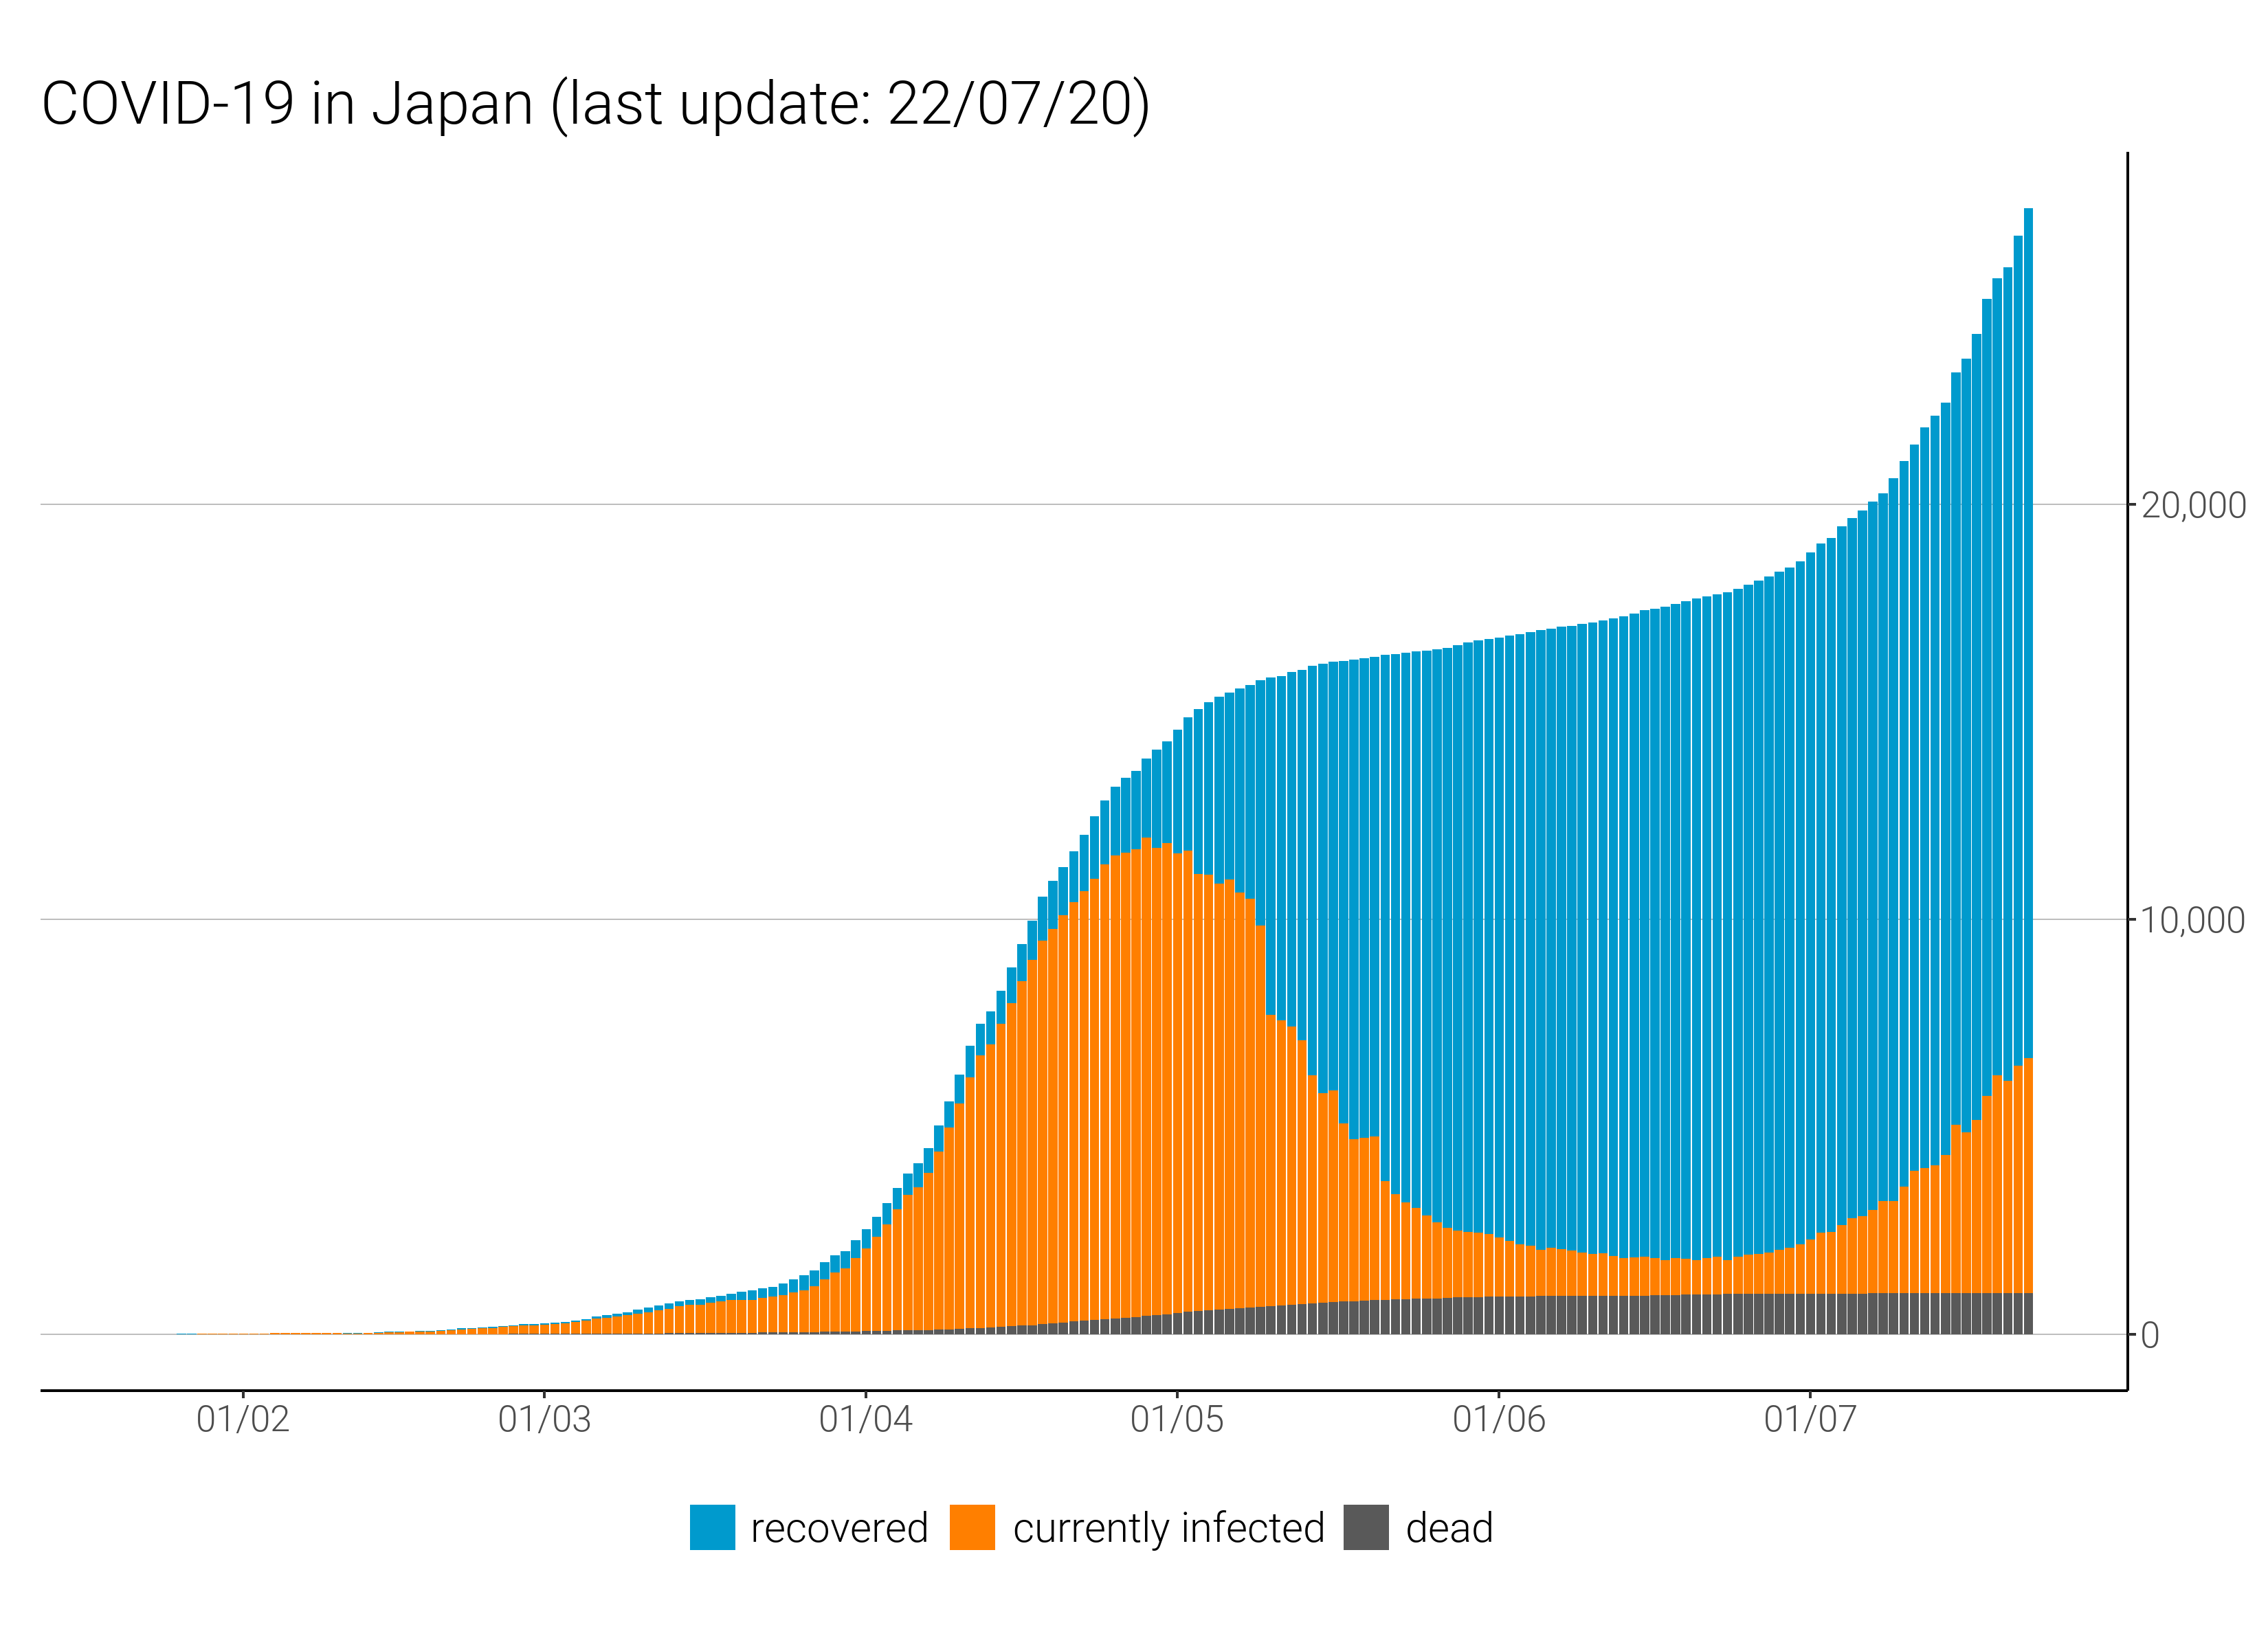 COVID-19 in Japan (last update: 22/07/20)
20,000
10,000
0
01/02 01/03 01/04 01/05 01/06 01/07
recovered currently infected dead